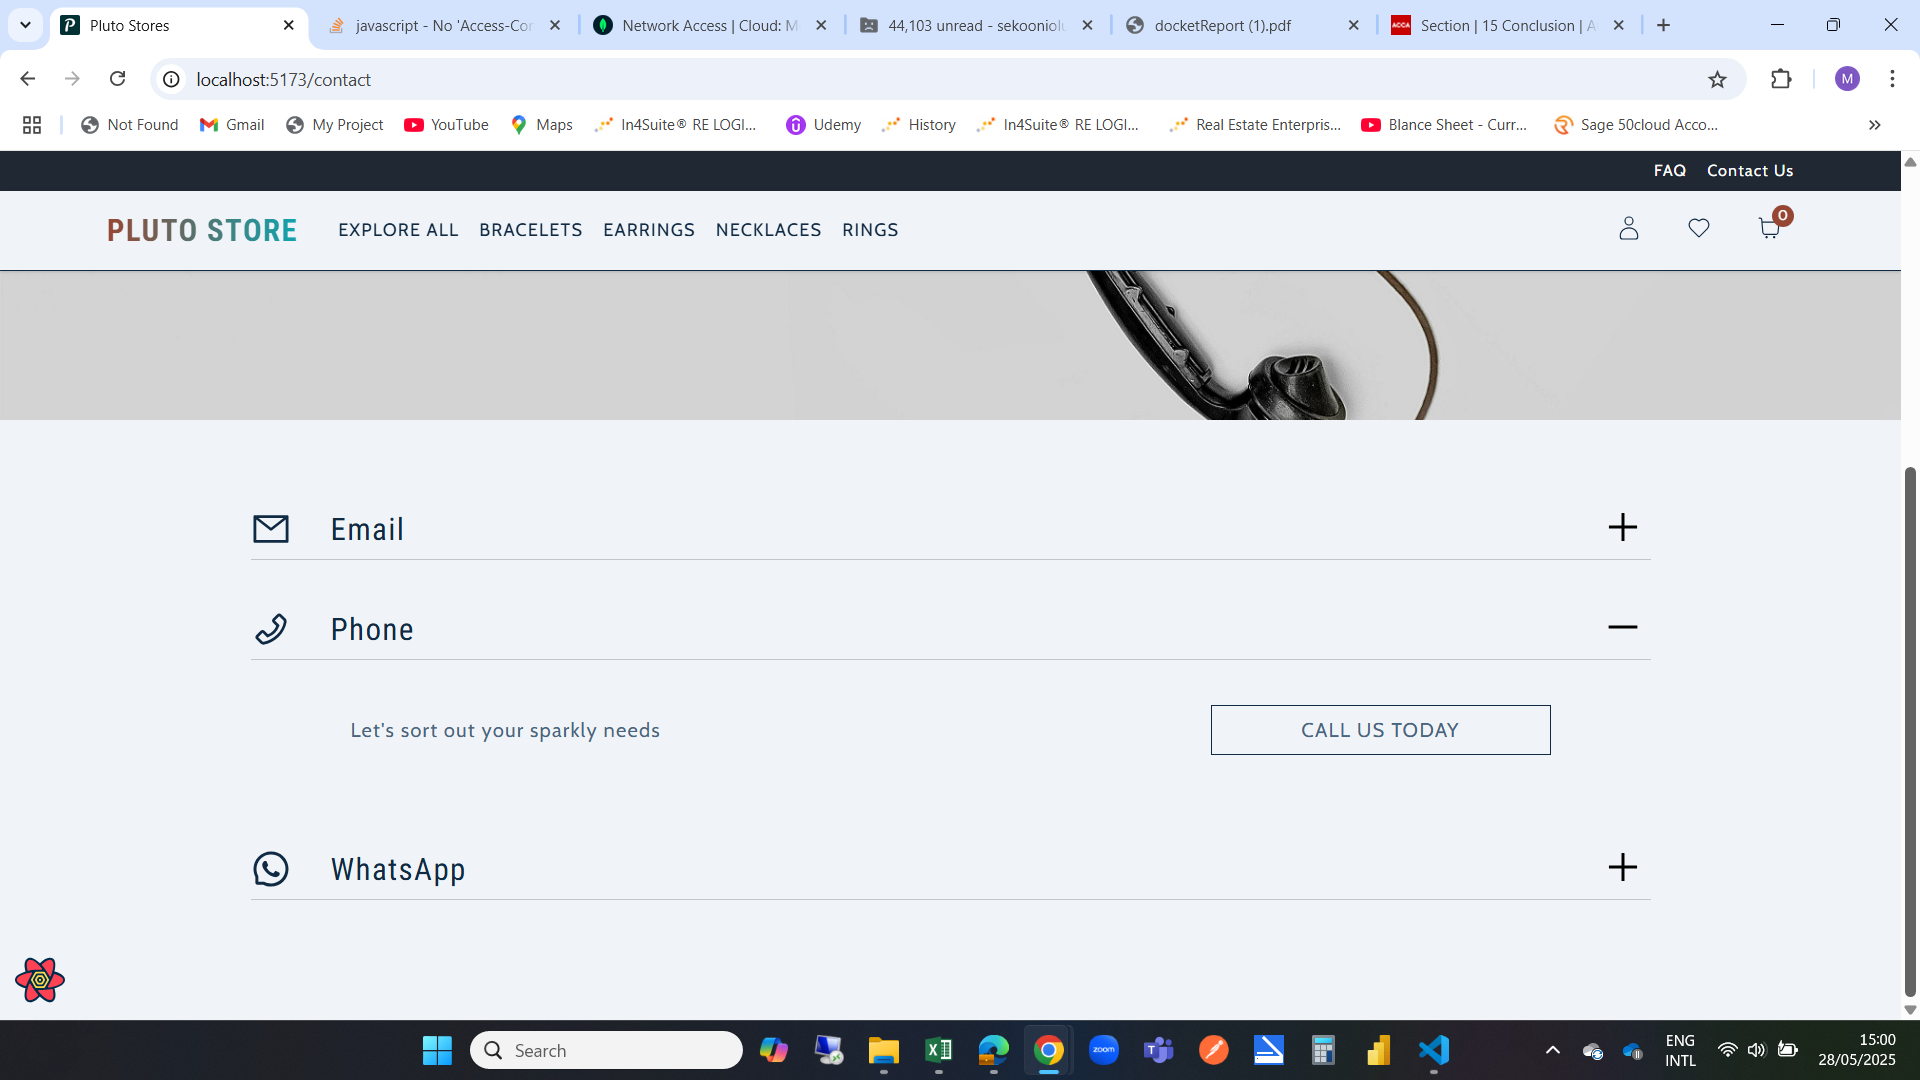 Pluto Stores
javascript - No 'Access-Cor
Network Access | Cloud: M
44,103 unread - sekooniolu
docketReport (1).pdf
Section | 15 Conclusion | A
localhost:5173/contact
M
Not Found
Gmail
My Project
YouTube
Maps
In4Suite® RE LOGI...
Udemy
History
In4Suite® RE LOGI...
Real Estate Enterpris...
Blance Sheet - Curr...
Sage 50cloud Acco...
FAQ
Contact Us
PLUTO STORE
EXPLORE ALL
BRACELETS
EARRINGS
NECKLACES
RINGS
0
Email
Phone
Let's sort out your sparkly needs
CALL US TODAY
WhatsApp
Search
zoom
ENG
INTL
15:00
28/05/2025